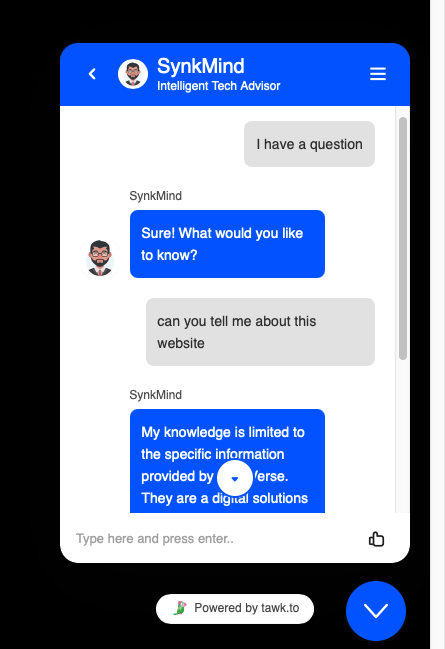 SynkMind
Intelligent Tech Advisor
I have a question
SynkMind
Sure! What would you like
to know?
can you tell me about this
website
SynkMind
My knowledge is limited to
the specific information
provided by
They are a digital solutions
Type here and press enter..
Powered by tawk.to